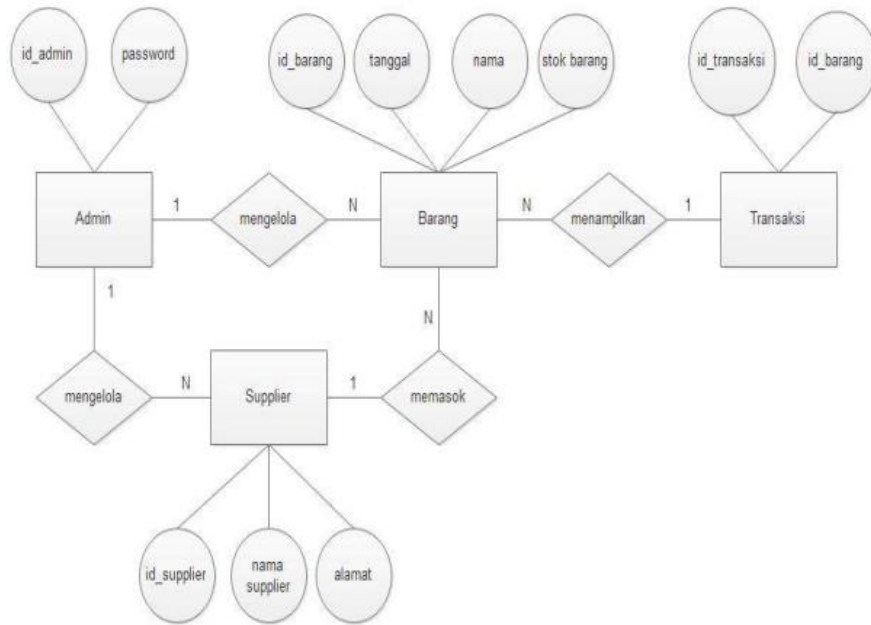 id_admin
password
id_barang
tanggal
nama
stok barang
id_transaksi
id_barang
Admin
1
mengelola
N
Barang
N
menampilkan
1
Transaksi
1
N
mengelola
N
Supplier
1
memasok
id_supplier
nama
supplier
alamat